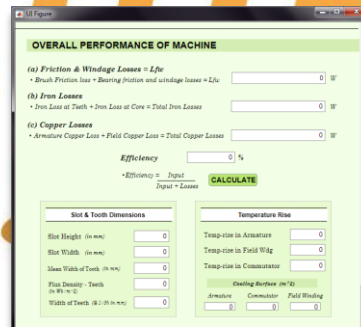 UI Figure
OVERALL PERFORMANCE OF MACHINE
(a) Friction & Windage Losses = Lfw
• Brush Friction loss + Bearing friction and windage losses = Lfw
0 W
(b) Iron Losses
• Iron Loss at Teeth + Iron Loss at Core = Total Iron Losses
0 W
(c) Copper Losses
• Armature Copper Loss + Field Copper Loss = Total Copper Losses
0 W
Efficiency 0 %
•Efficiency = Input
Input + Losses
CALCULATE
Slot & Tooth Dimensions
Slot Height (in mm) 0
Slot Width (in mm) 0
Mean Width of Teeth (in mm) 0
Flux Density - Teeth 0
(in Wb/m^2)
Width of Teeth 0
Temperature Rise
Temp-rise in Armature 0
Temp-rise in Field Wdg 0
Temp-rise in Commutator 0
Cooling Surface (m^2)
Armature Commutator Field Winding
0 0 0